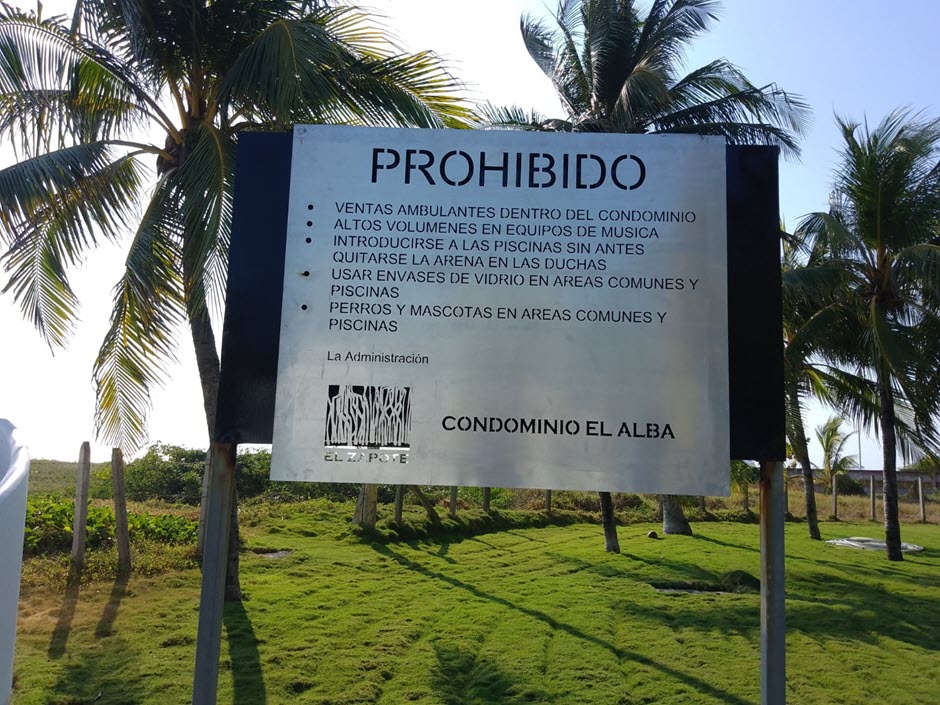 PROHIBIDO
• VENTAS AMBULANTES DENTRO DEL CONDOMINIO
• ALTOS VOLUMENES EN EQUIPOS DE MUSICA
• INTRODUCIRSE A LAS PISCINAS SIN ANTES
QUITARSE LA ARENA EN LAS DUCHAS
• USAR ENVASES DE VIDRIO EN AREAS COMUNES Y
PISCINAS
• PERROS Y MASCOTAS EN AREAS COMUNES Y
PISCINAS
La Administración
EL ZAPOTE
CONDOMINIO EL ALBA